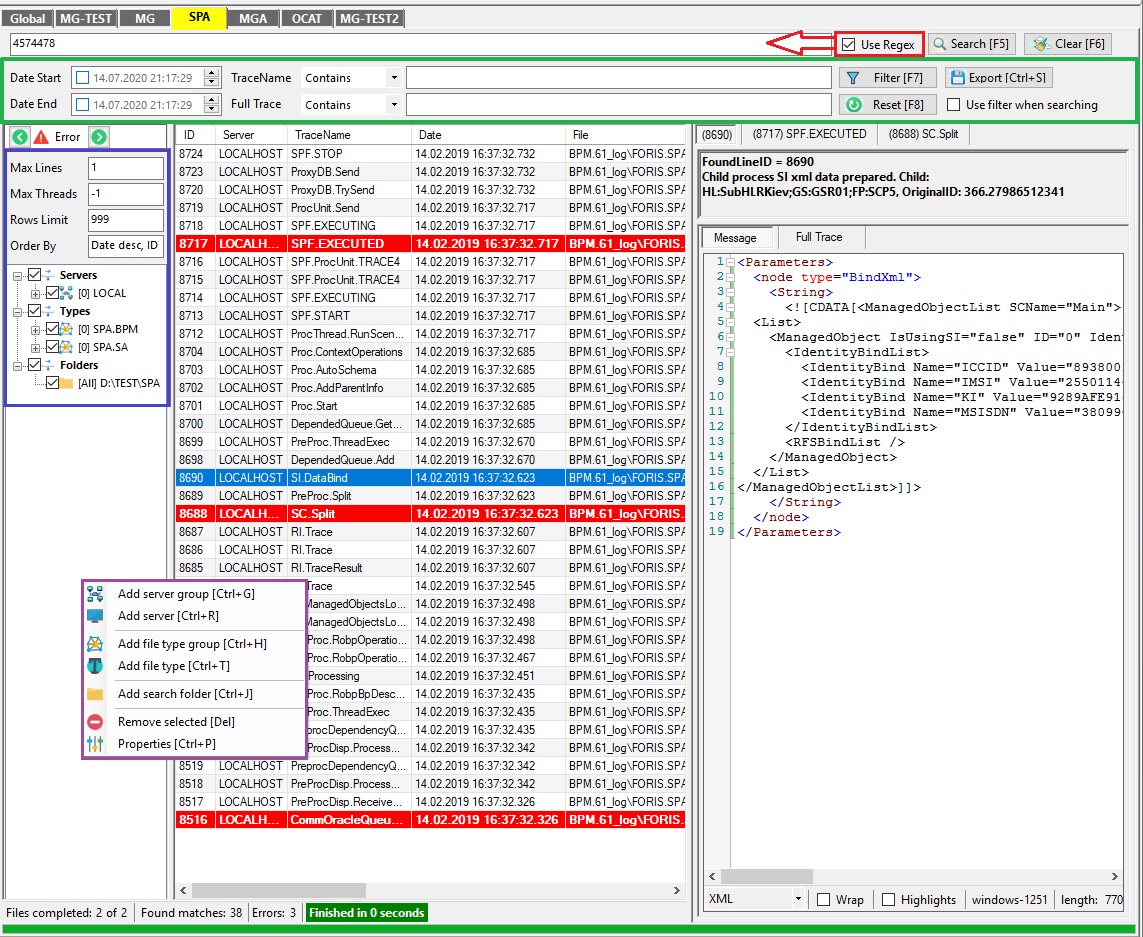 Global MG-TEST MG SPA MGA OCAT MG-TEST2
4574478 Use Regex Search [F5] Clear [F6]
Date Start 14.07.2020 21:17:29 TraceName Contains Filter [F7] Export [Ctrl+S]
Date End 14.07.2020 21:17:29 Full Trace Contains Reset [F8] Use filter when searching
Error
Max Lines 1
Max Threads -1
Rows Limit 999
Order By Date desc, ID
Servers
[0] LOCAL
Types
[0] SPA.BPM
[0] SPA.SA
Folders
[All] D:\TEST\SPA
Add server group [Ctrl+G]
Add server [Ctrl+R]
Add file type group [Ctrl+H]
Add file type [Ctrl+T]
Add search folder [Ctrl+J]
Remove selected [Del]
Properties [Ctrl+P]
ID Server TraceName Date File
8724 LOCALHOST SPF.STOP 14.02.2019 16:37:32.732 BPM.61_log\FORIS.SPA
8723 LOCALHOST ProxyDB.Send 14.02.2019 16:37:32.717 BPM.61_log\FORIS.SPA
8720 LOCALHOST ProxyDB.TrySend 14.02.2019 16:37:32.717 BPM.61_log\FORIS.SPA
8719 LOCALHOST ProcUnit.Send 14.02.2019 16:37:32.717 BPM.61_log\FORIS.SPA
8718 LOCALHOST SPF.EXECUTING 14.02.2019 16:37:32.717 BPM.61_log\FORIS.SPA
8717 LOCALH... SPF.EXECUTED 14.02.2019 16:37:32.717 BPM.61_log\FORIS.
8716 LOCALHOST SPF.ProcUnit.TRACE4 14.02.2019 16:37:32.717 BPM.61_log\FORIS.SPA
8715 LOCALHOST SPF.ProcUnit.TRACE4 14.02.2019 16:37:32.717 BPM.61_log\FORIS.SPA
8714 LOCALHOST SPF.EXECUTING 14.02.2019 16:37:32.717 BPM.61_log\FORIS.SPA
8713 LOCALHOST SPF.START 14.02.2019 16:37:32.717 BPM.61_log\FORIS.SPA
8712 LOCALHOST ProcThread.RunScen... 14.02.2019 16:37:32.717 BPM.61_log\FORIS.SPA
8704 LOCALHOST Proc.ContextOperations 14.02.2019 16:37:32.685 BPM.61_log\FORIS.SPA
8703 LOCALHOST Proc.AutoSchema 14.02.2019 16:37:32.685 BPM.61_log\FORIS.SPA
8702 LOCALHOST Proc.AddParentInfo 14.02.2019 16:37:32.685 BPM.61_log\FORIS.SPA
8701 LOCALHOST Proc.Start 14.02.2019 16:37:32.685 BPM.61_log\FORIS.SPA
8700 LOCALHOST DependedQueue.Get... 14.02.2019 16:37:32.685 BPM.61_log\FORIS.SPA
8699 LOCALHOST PreProc.ThreadExec 14.02.2019 16:37:32.670 BPM.61_log\FORIS.SPA
8698 LOCALHOST DependedQueue.Add 14.02.2019 16:37:32.670 BPM.61_log\FORIS.SPA
8690 LOCALHOST SI.DataBind 14.02.2019 16:37:32.623 BPM.61_log\FORIS.SPA
8689 LOCALHOST PreProc.Split 14.02.2019 16:37:32.623 BPM.61_log\FORIS.SPA
8688 LOCALH... SC.Split 14.02.2019 16:37:32.623 BPM.61_log\FORIS.
8687 LOCALHOST RI.Trace 14.02.2019 16:37:32.607 BPM.61_log\FORIS.SPA
8686 LOCALHOST RI.Trace 14.02.2019 16:37:32.607 BPM.61_log\FORIS.SPA
8685 LOCALHOST RI.TraceResult 14.02.2019 16:37:32.607 BPM.61_log\FORIS.SPA
Trace 14.02.2019 16:37:32.545 BPM.61_log\FORIS.SPA
ManagedObjectsLo... 14.02.2019 16:37:32.498 BPM.61_log\FORIS.SPA
ManagedObjectsLo... 14.02.2019 16:37:32.498 BPM.61_log\FORIS.SPA
Proc.RobpOperatio... 14.02.2019 16:37:32.498 BPM.61_log\FORIS.SPA
Proc.RobpOperatio... 14.02.2019 16:37:32.467 BPM.61_log\FORIS.SPA
Processing 14.02.2019 16:37:32.451 BPM.61_log\FORIS.SPA
Proc.RobpBpDesc... 14.02.2019 16:37:32.435 BPM.61_log\FORIS.SPA
Proc.ThreadExec 14.02.2019 16:37:32.435 BPM.61_log\FORIS.SPA
procDependencyQ... 14.02.2019 16:37:32.435 BPM.61_log\FORIS.SPA
ProcDisp.Process... 14.02.2019 16:37:32.342 BPM.61_log\FORIS.SPA
8519 LOCALHOST PreprocDependencyQ... 14.02.2019 16:37:32.342 BPM.61_log\FORIS.SPA
8518 LOCALHOST PreProcDisp.Process... 14.02.2019 16:37:32.342 BPM.61_log\FORIS.SPA
8517 LOCALHOST PreProcDisp.Receive... 14.02.2019 16:37:32.326 BPM.61_log\FORIS.SPA
8516 LOCALH... CommOracleQueu... 14.02.2019 16:37:32.326 BPM.61_log\FORIS.
(8690) (8717) SPF.EXECUTED (8688) SC.Split
FoundLineID = 8690
Child process SI xml data prepared. Child:
HL:SubHLRKiev;GS:GSR01;FP:SCP5, OriginalID: 366.27986512341
Message Full Trace
1 <Parameters>
2 <node type="BindXml">
3 <String>
4 <![CDATA[<ManagedObjectList SCName="Main">
5 <List>
6 <ManagedObject IsUsingSI="false" ID="0" Iden
7 <IdentityBindList>
8 <IdentityBind Name="ICCID" Value="893800
9 <IdentityBind Name="IMSI" Value="2550114
10 <IdentityBind Name="KI" Value="9289AFE91
11 <IdentityBind Name="MSISDN" Value="38099
12 </IdentityBindList>
13 <RFSBindList />
14 </ManagedObject>
15 </List>
16 </ManagedObjectList>]]>
17 </String>
18 </node>
19 </Parameters>
XML Wrap Highlights windows-1251 length: 770
Files completed: 2 of 2 Found matches: 38 Errors: 3 Finished in 0 seconds